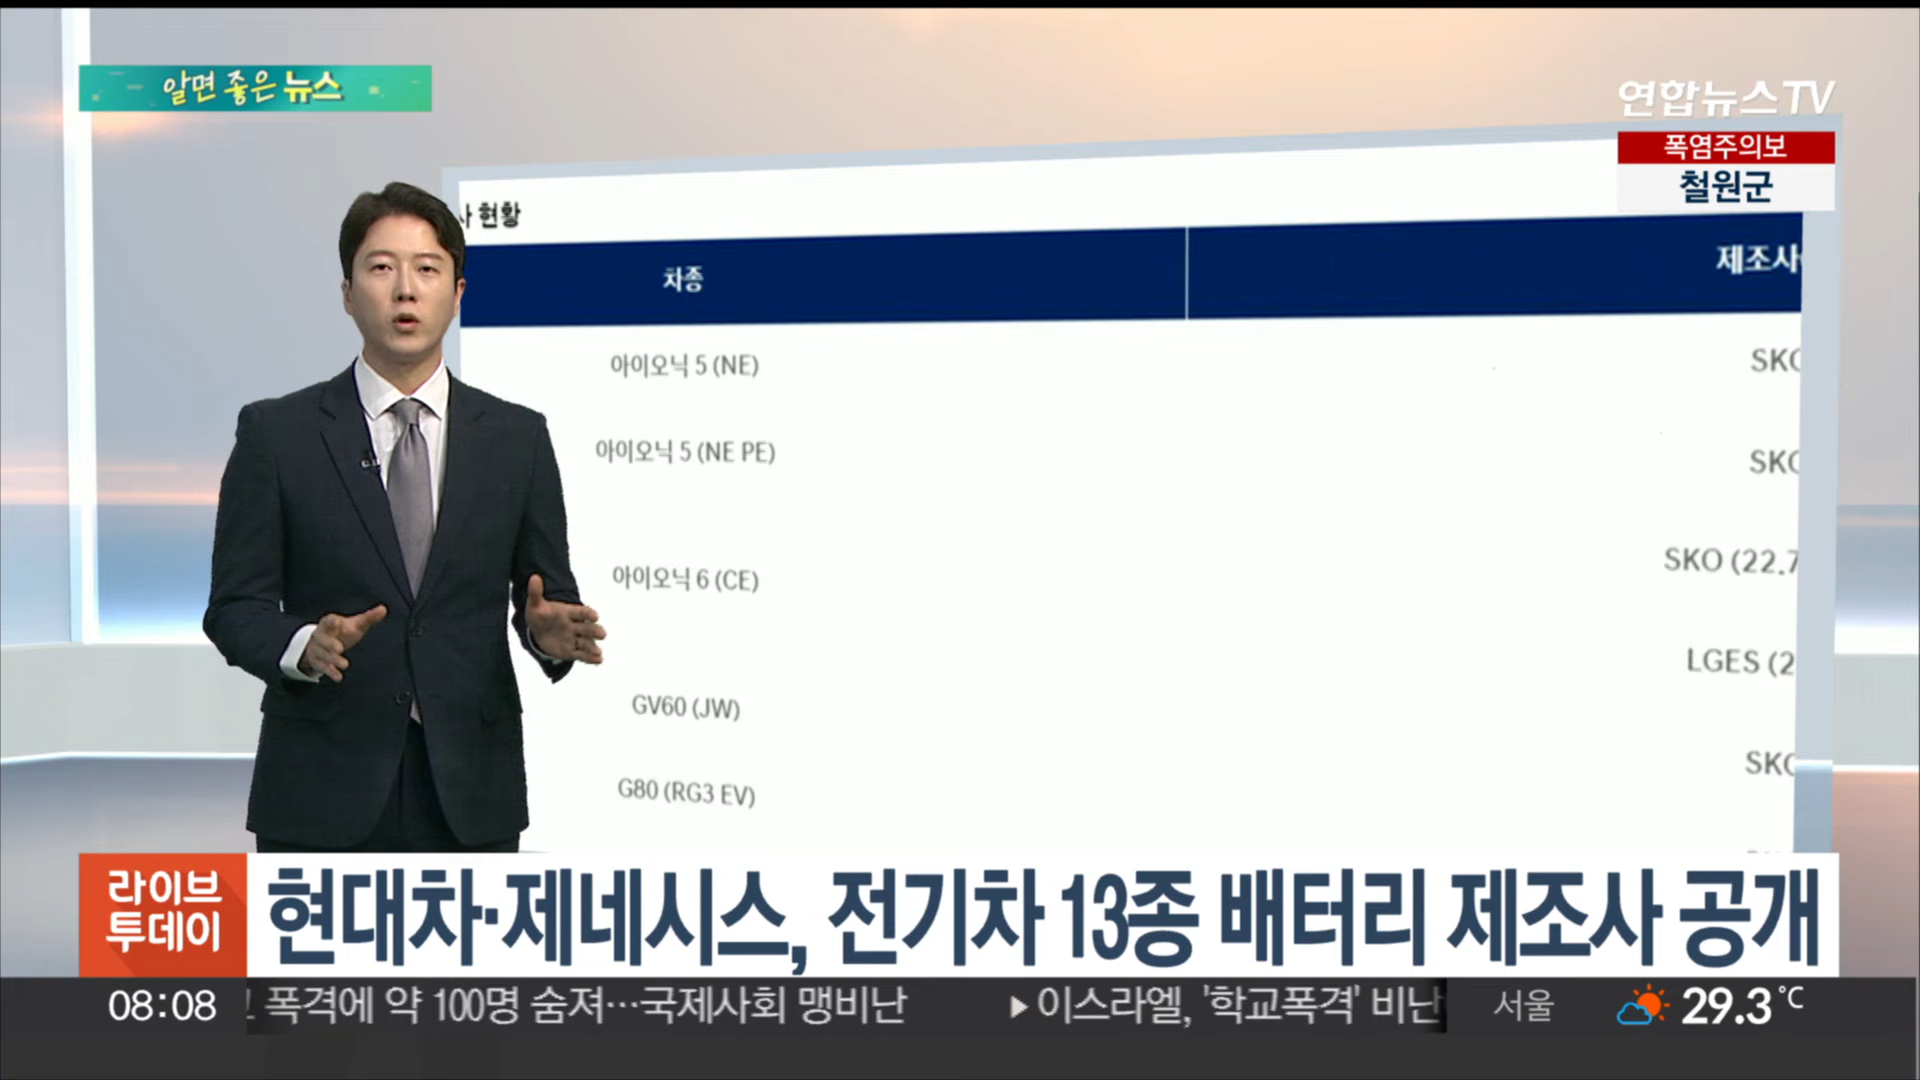 알면 좋은 뉴스
연합뉴스TV
폭염주의보
철원군
사 현황
차종
제조사
아이오닉 5 (NE)
SKO
아이오닉 5 (NE PE)
SKO
아이오닉 6 (CE)
SKO (22.7
LGES (2
GV60 (JW)
SKO
G80 (RG3 EV)
라이브
투데이
현대차·제네시스, 전기차 13종 배터리 제조사 공개
08:08
폭격에 약 100명 숨져…국제사회 맹비난
▶이스라엘, '학교폭격' 비난
서울
29.3℃